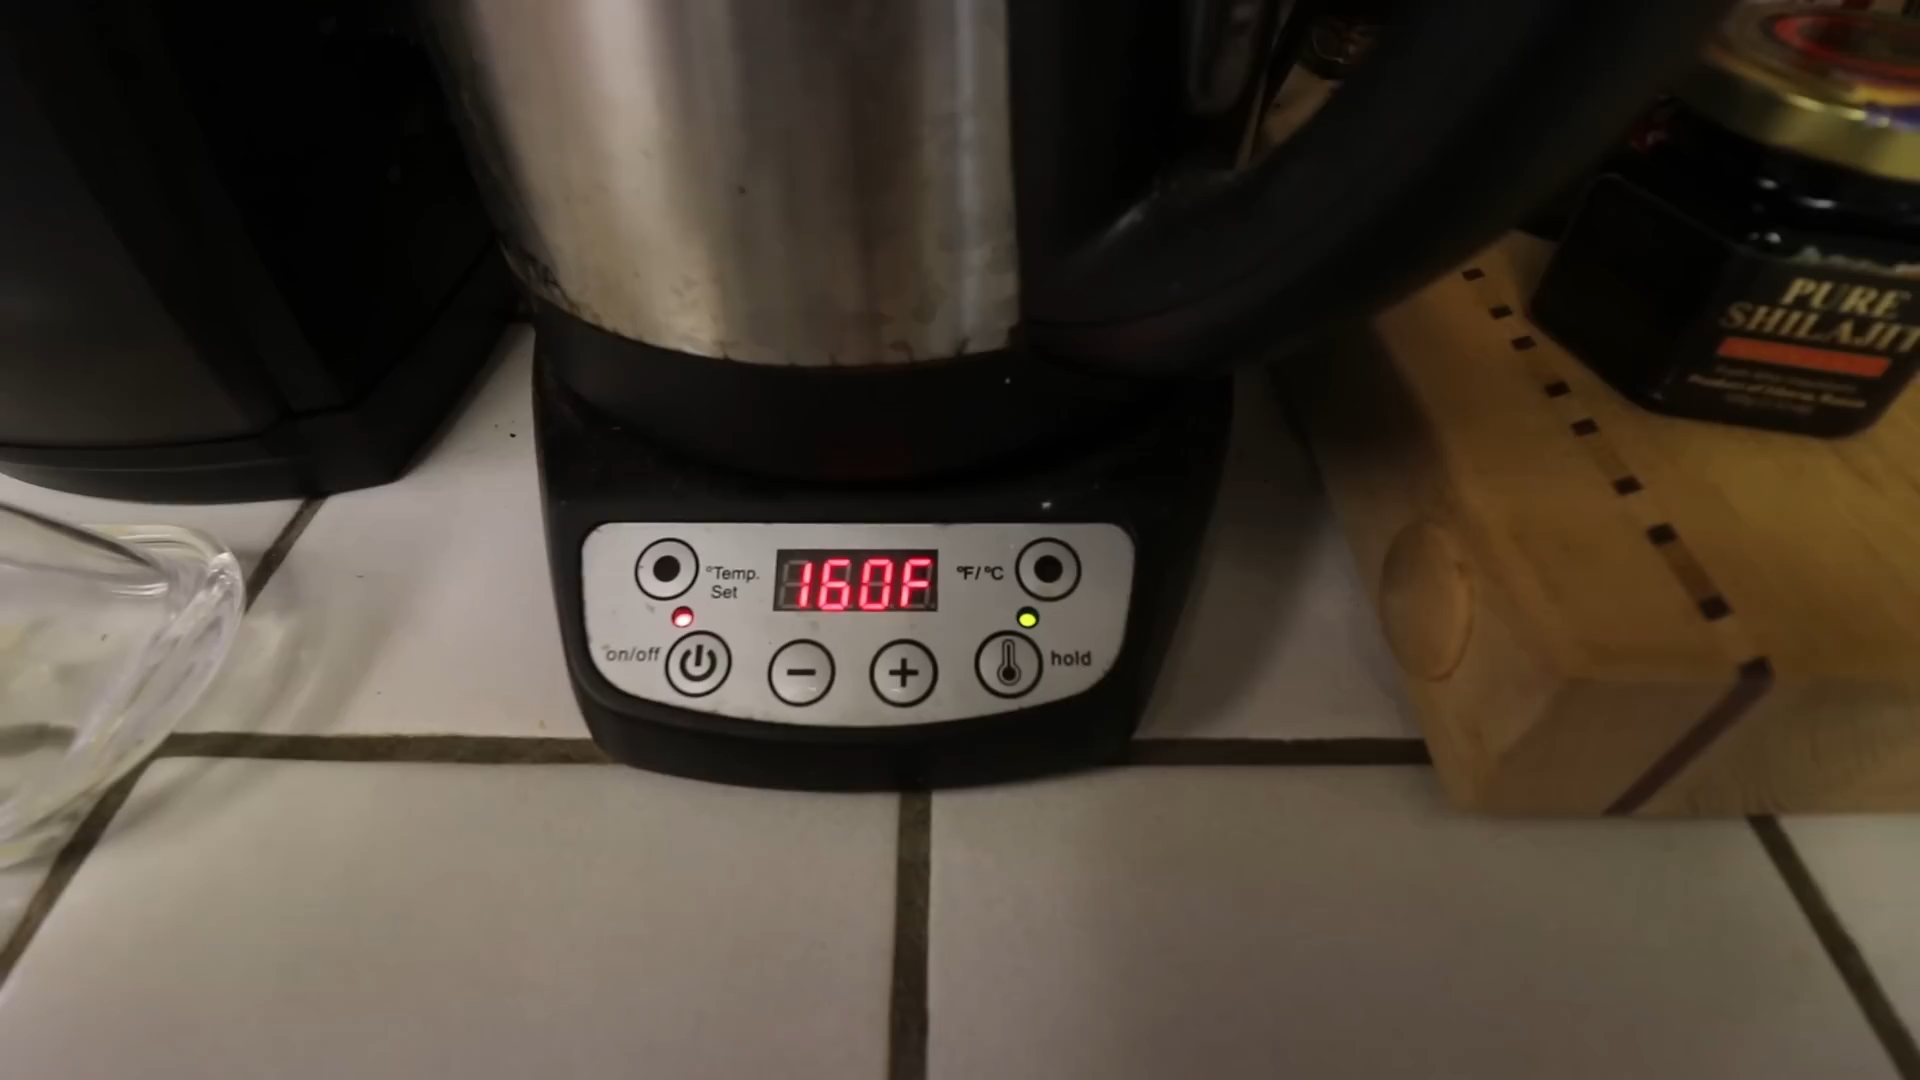 °Temp.
Set
160F
°F/°C
on/off
hold
PURE
SHILAJIT